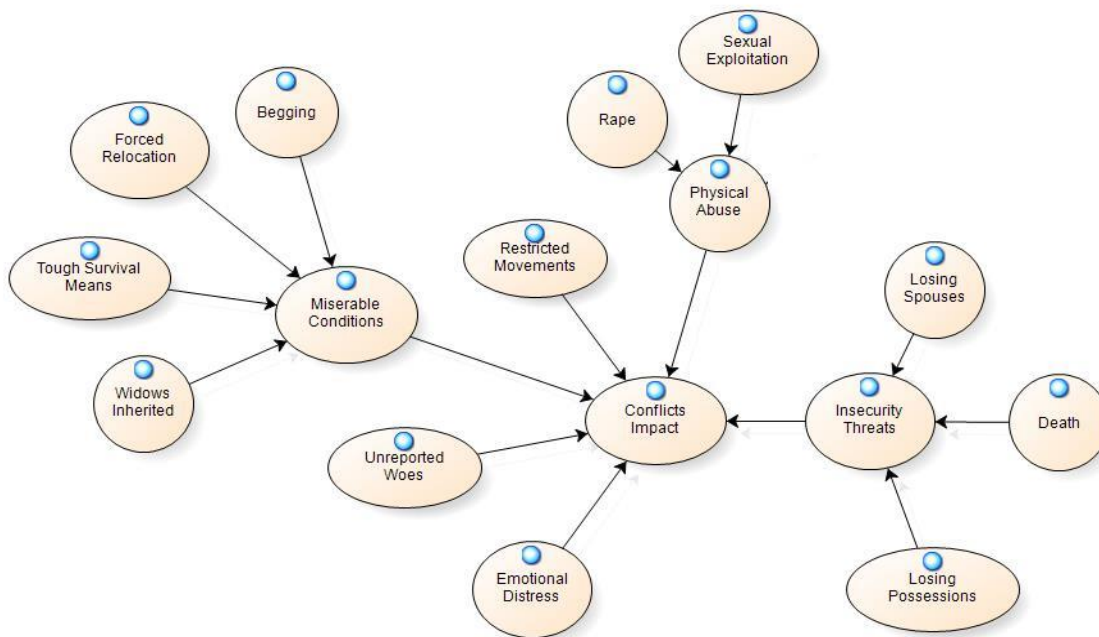 Sexual
Exploitation
Begging
Rape
Forced
Relocation
Physical
Abuse
Restricted
Movements
Tough Survival
Means
Losing
Spouses
Miserable
Conditions
Widows
Inherited
Conflicts
Impact
Insecurity
Threats
Death
Unreported
Woes
Emotional
Distress
Losing
Possessions